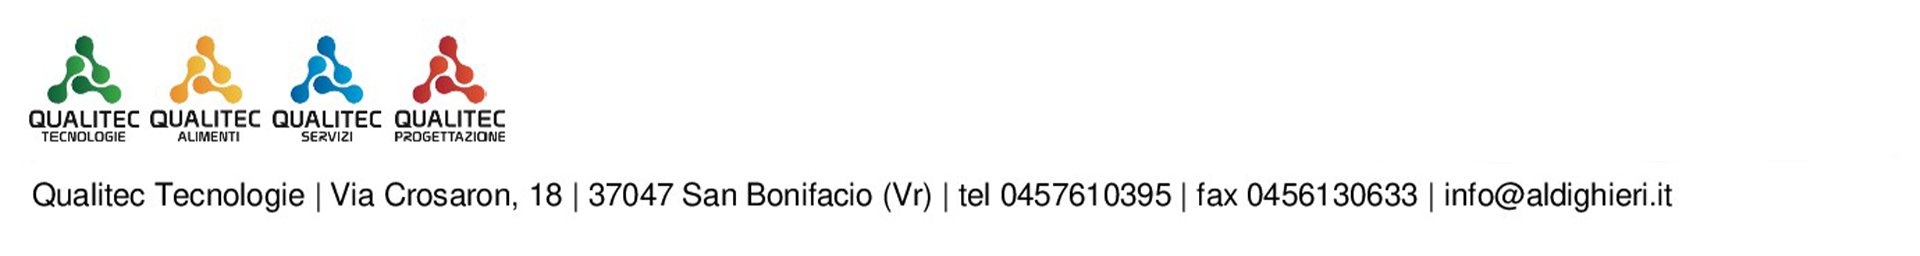 QUALITEC QUALITEC QUALITEC QUALITEC
TECNOLOGIE ALIMENTI SERVIZI PROGETTAZIONE
Qualitec Tecnologie | Via Crosaron, 18 | 37047 San Bonifacio (Vr) | tel 0457610395 | fax 0456130633 | info@aldighieri.it